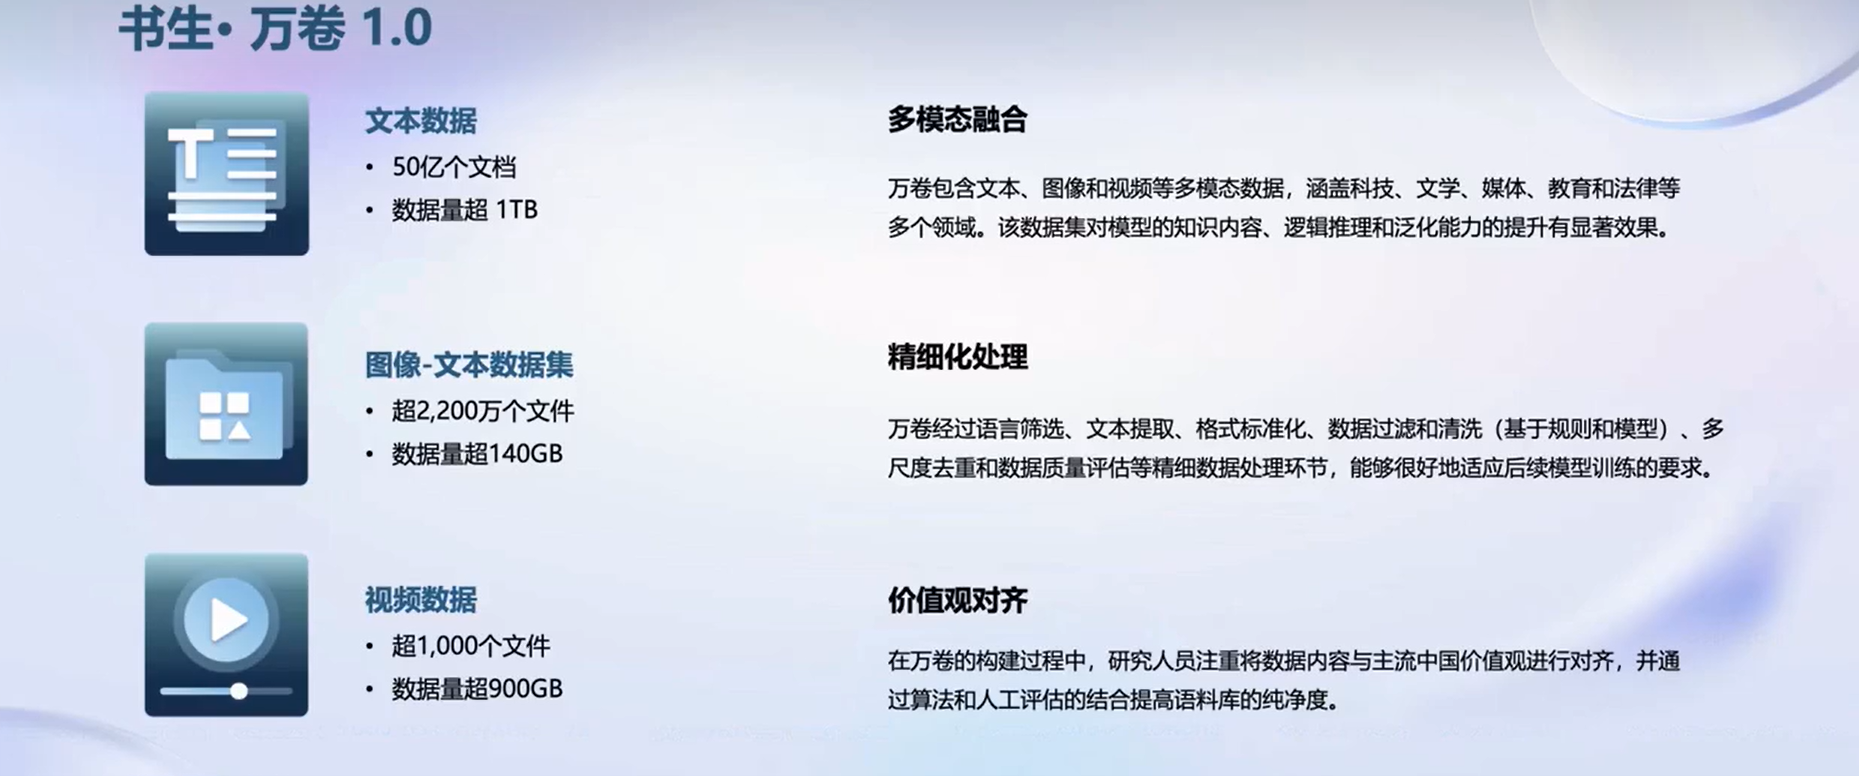 书生·万卷 1.0
文本数据
• 50亿个文档
• 数据量超 1TB
多模态融合
万卷包含文本、图像和视频等多模态数据，涵盖科技、文学、媒体、教育和法律等
多个领域。该数据集对模型的知识内容、逻辑推理和泛化能力的提升有显著效果。
图像-文本数据集
• 超2,200万个文件
• 数据量超140GB
精细化处理
万卷经过语言筛选、文本提取、格式标准化、数据过滤和清洗（基于规则和模型）、多
尺度去重和数据质量评估等精细数据处理环节，能够很好地适应后续模型训练的要求。
视频数据
• 超1,000个文件
• 数据量超900GB
价值观对齐
在万卷的构建过程中，研究人员注重将数据内容与主流中国价值观进行对齐，并通
过算法和人工评估的结合提高语料库的纯净度。